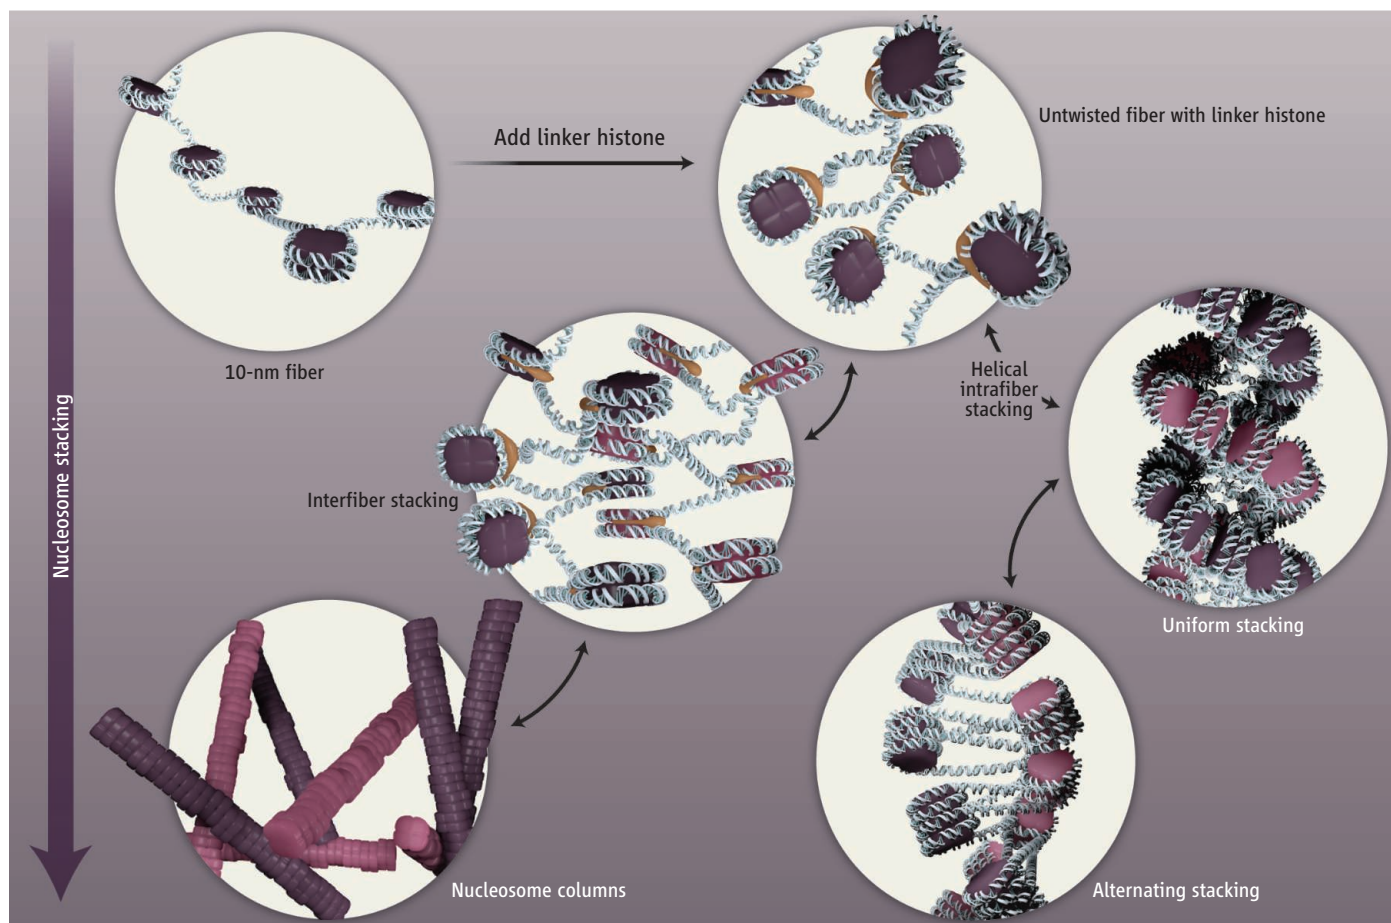 Add linker histone
Untwisted fiber with linker histone
10-nm fiber
Helical
intrafiber
stacking
Nucleosome stacking
Interfiber stacking
Uniform stacking
Nucleosome columns
Alternating stacking